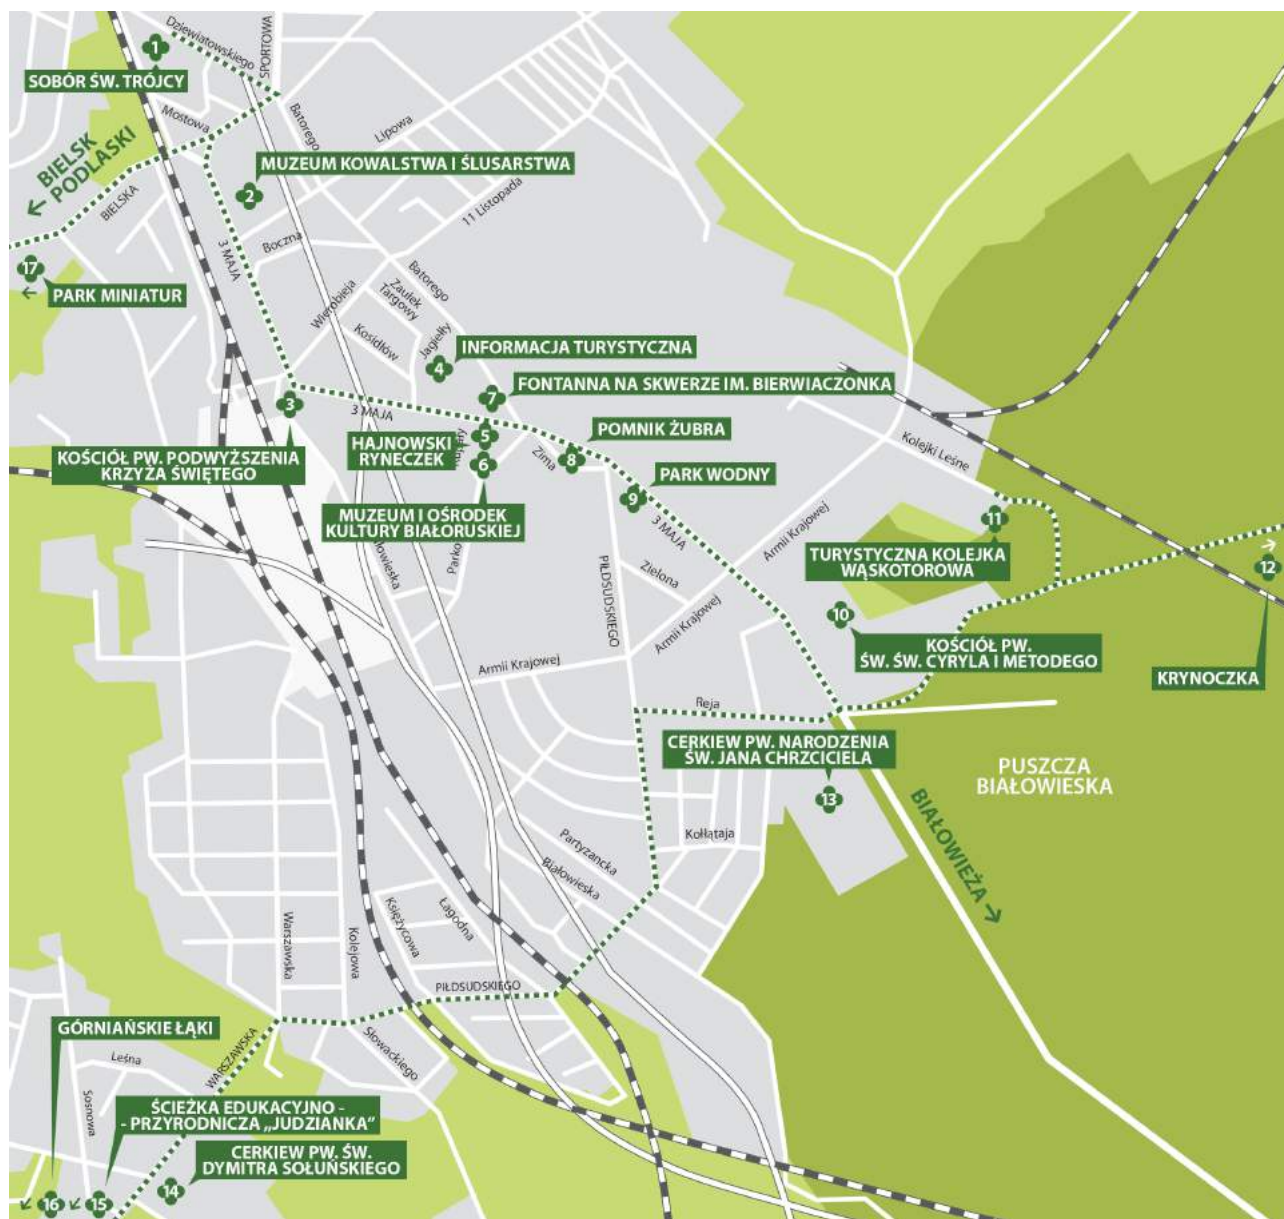 Dziewiatowskiego
SPORTOWA
1
SOBÓR ŚW. TRÓJCY
Mostowa
Batorego
Lipowa
BIELSK
PODLASKI
MUZEUM KOWALSTWA I ŚLUSARSTWA
2
BIELSKA
11 Listopada
3 MAJA
Boczna
17
PARK MINIATUR
Wierobieja
Batorego
Zaułek
Targowy
Kosidłów
Jagiełły
INFORMACJA TURYSTYCZNA
4
7
FONTANNA NA SKWERZE IM. BIERWIACZONKA
3
3 MAJA
KOŚCIÓŁ PW. PODWYŻSZENIA
KRZYŻA ŚWIĘTEGO
HAJNOWSKI
RYNECZEK
5
6
Zima
8
POMNIK ŻUBRA
9
PARK WODNY
3 MAJA
Kolejki Leśne
MUZEUM I OŚRODEK
KULTURY BIAŁORUSKIEJ
Armii Krajowej
11
TURYSTYCZNA KOLEJKA
WĄSKOTOROWA
12
KRYNOCZKA
PIŁDSUDSKIEGO
Zielona
Armii Krajowej
10
KOŚCIÓŁ PW.
ŚW. ŚW. CYRYLA I METODEGO
Armii Krajowej
Reja
CERKIEW PW. NARODZENIA
ŚW. JANA CHRZCICIELA
13
PUSZCZA
BIAŁOWIESKA
BIAŁOWIEŻA
Kołłątaja
Partyzancka
Białowieska
Łagodna
Księżycowa
Warszawska
Kolejowa
PIŁDSUDSKIEGO
Słowackiego
WARSZAWSKA
GÓRNIAŃSKIE ŁĄKI
Leśna
Sosnowa
ŚCIEŻKA EDUKACYJNO -
- PRZYRODNICZA „JUDZIANKA"
CERKIEW PW. ŚW.
DYMITRA SOŁUŃSKIEGO
14
15
16